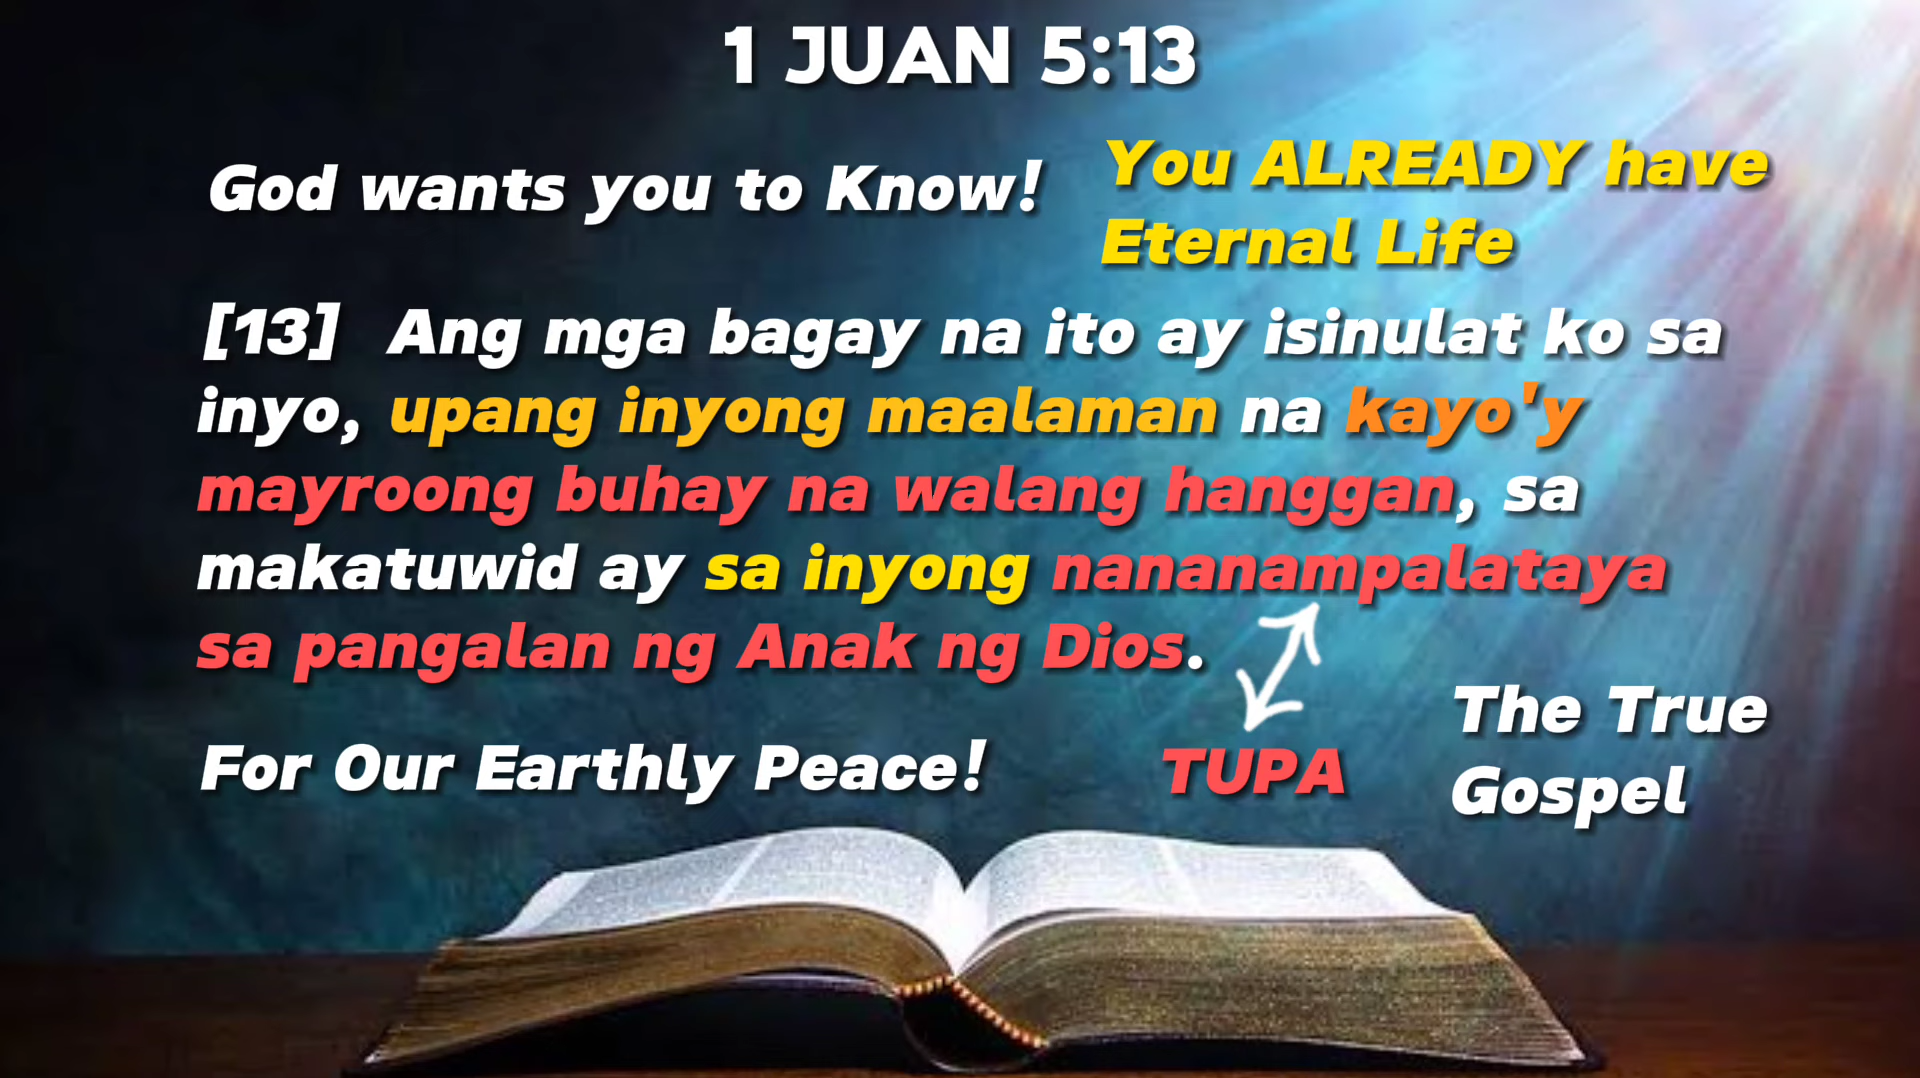 1 JUAN 5:13
God wants you to Know!
You ALREADY have
Eternal Life
[13] Ang mga bagay na ito ay isinulat ko sa
inyo, upang inyong maalaman na kayo'y
mayroong buhay na walang hanggan, sa
makatuwid ay sa inyong nananampalataya
sa pangalan ng Anak ng Dios.
For Our Earthly Peace!
TUPA
The True
Gospel